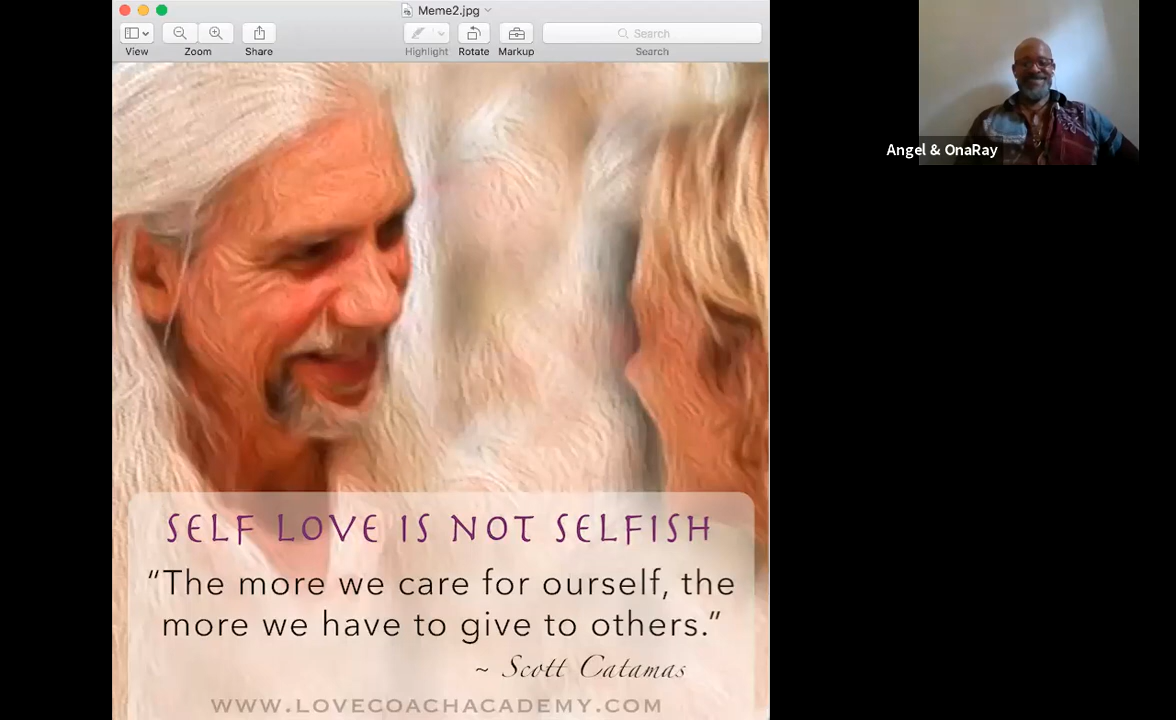 Meme2.jpg
View
Zoom
Share
Highlight
Rotate
Markup
Search
Search
Angel & OnaRay
SELF LOVE IS NOT SELFISH
“The more we care for ourself, the
more we have to give to others.”
~ Scott Catamas
WWW.LOVECOACHACADEMY.COM